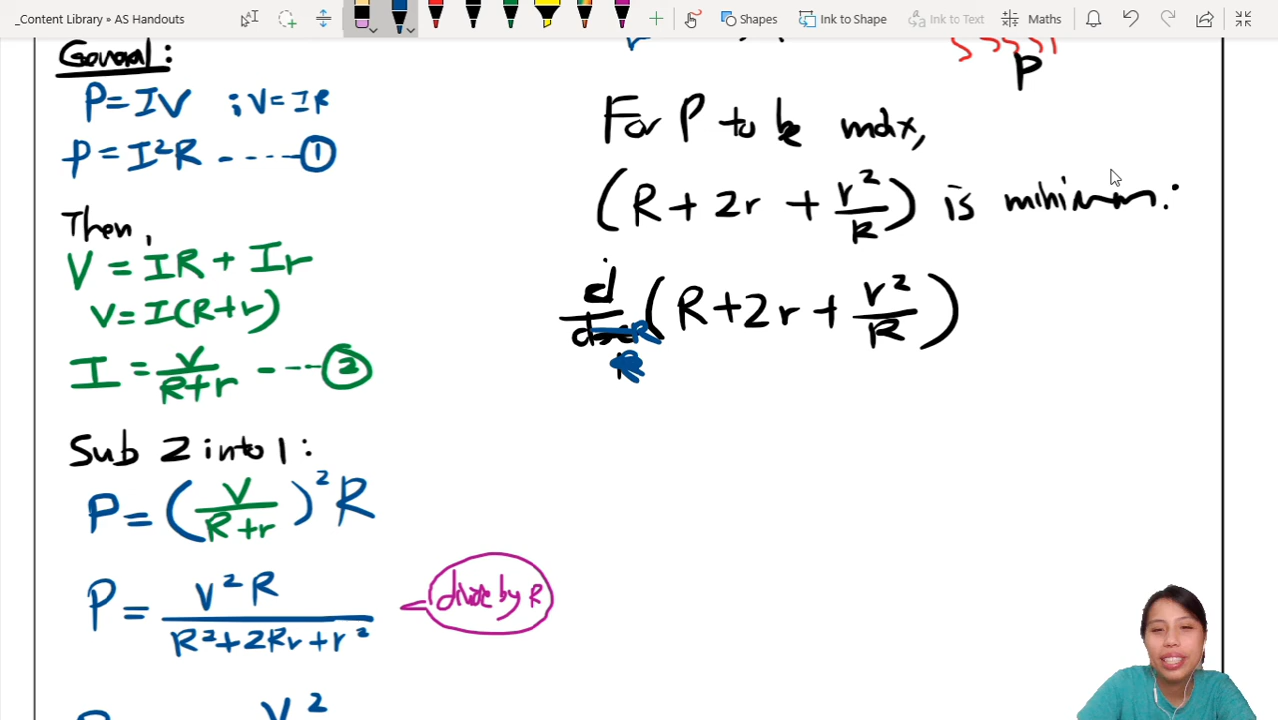 _Content Library » AS Handouts
Shapes
Ink to Shape
Ink to Text
Maths
General:
P = IV ; V = IR
P = I²R ------ ①
Then,
V = IR + Ir
V = I(R+r)
I = V/(R+r) ----- ②
Sub 2 into 1:
P = (V/(R+r))² R
P = V²R/(R²+2Rr+r²)
divide by R
V²
P
For P to be max,
(R + 2r + r²/R) is minimum:
d/dR (R + 2r + r²/R)